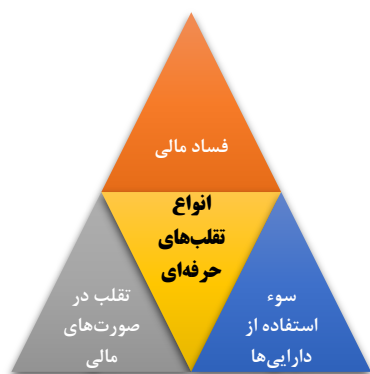 فساد مالی
انواع
تقلب‌های
حرفه‌ای
سوء
استفاده از
دارایی‌ها
تقلب در
صورت‌های
مالی